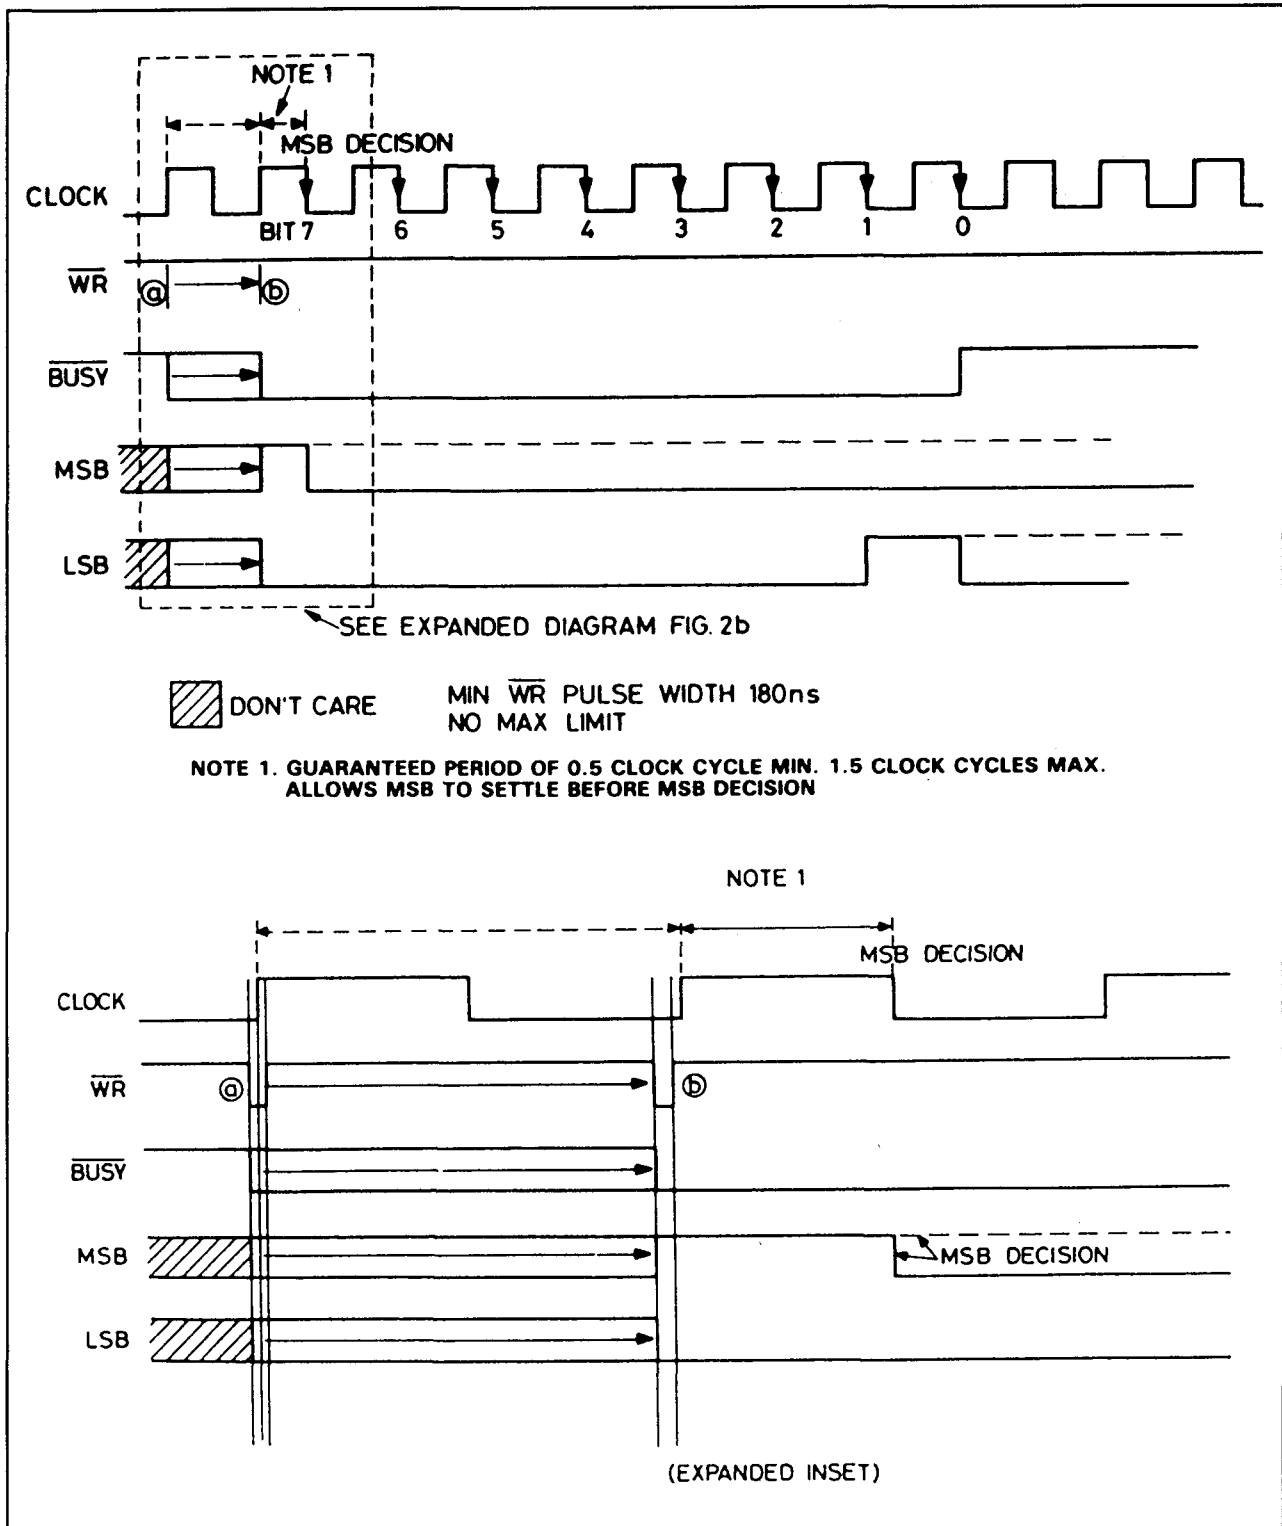 NOTE 1
MSB DECISION
CLOCK
BIT 7 6 5 4 3 2 1 0
WR
ⓐ ⓑ
BUSY
MSB
LSB
SEE EXPANDED DIAGRAM FIG. 2b
DON'T CARE
MIN WR PULSE WIDTH 180ns
NO MAX LIMIT
NOTE 1. GUARANTEED PERIOD OF 0.5 CLOCK CYCLE MIN. 1.5 CLOCK CYCLES MAX.
ALLOWS MSB TO SETTLE BEFORE MSB DECISION
NOTE 1
MSB DECISION
CLOCK
WR
ⓐ ⓑ
BUSY
MSB
MSB DECISION
LSB
(EXPANDED INSET)